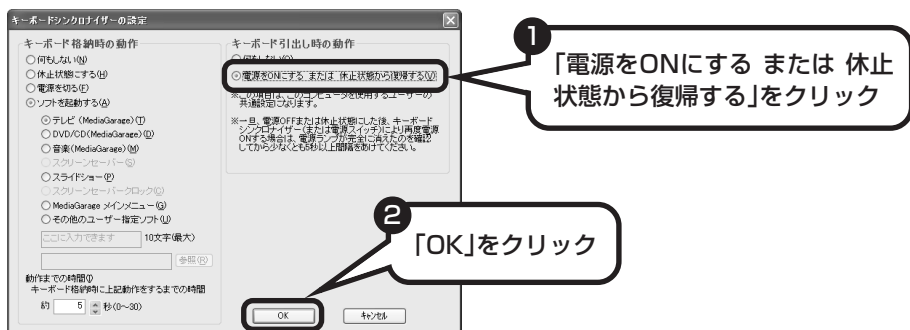 キーボードシンクロナイザーの設定
キーボード格納時の動作
何もしない(N)
休止状態にする(H)
電源を切る(F)
ソフトを起動する(A)
テレビ(MediaGarage)(T)
DVD/CD(MediaGarage)(D)
音楽(MediaGarage)(M)
スクリーンセーバー(S)
スライドショー(P)
スクリーンセーバークロック(C)
MediaGarage メインメニュー(G)
その他のユーザー指定ソフト(U)
ここに入力できます 10文字(最大)
参照(R)
動作までの時間(I)
キーボード格納時に上記動作をするまでの時間
約 5 秒(0～30)
キーボード引出し時の動作
何もしない(O)
電源をONにする または 休止状態から復帰する(V)
※この項目は、このコンピュータを使用するユーザーの
共通設定になります。
※一旦、電源OFFまたは休止状態にした後、キーボード
シンクロナイザー(または電源スイッチ)により再度電源
ONする場合は、電源ランプが完全に消えたのを確認
してから少なくとも5秒以上間隔をあけてください。
OK
キャンセル
1
「電源をONにする または 休止
状態から復帰する」をクリック
2
「OK」をクリック